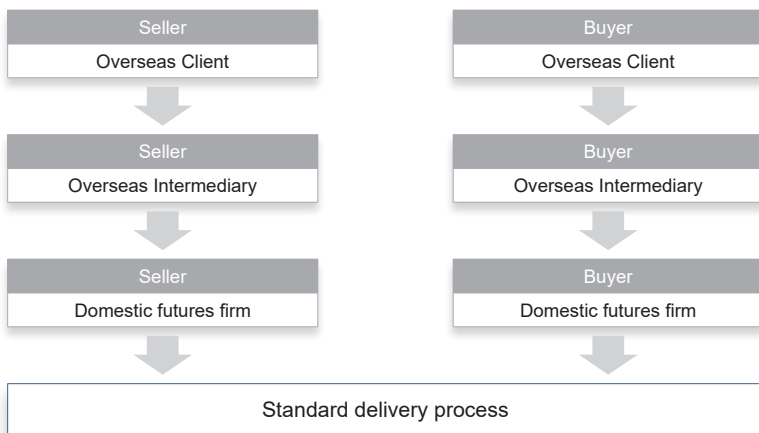 Seller
Overseas Client
Buyer
Overseas Client
Seller
Overseas Intermediary
Buyer
Overseas Intermediary
Seller
Domestic futures firm
Buyer
Domestic futures firm
Standard delivery process